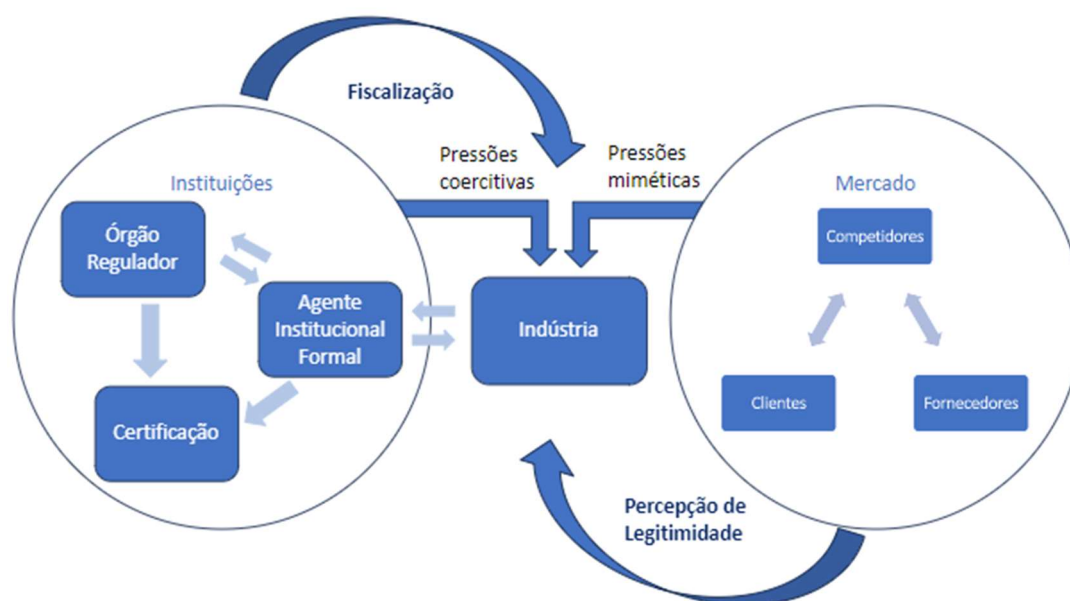 Fiscalização
Pressões
coercitivas
Pressões
miméticas
Instituições
Mercado
Órgão
Regulador
Competidores
Agente
Institucional
Formal
Indústria
Clientes
Fornecedores
Certificação
Percepção de
Legitimidade